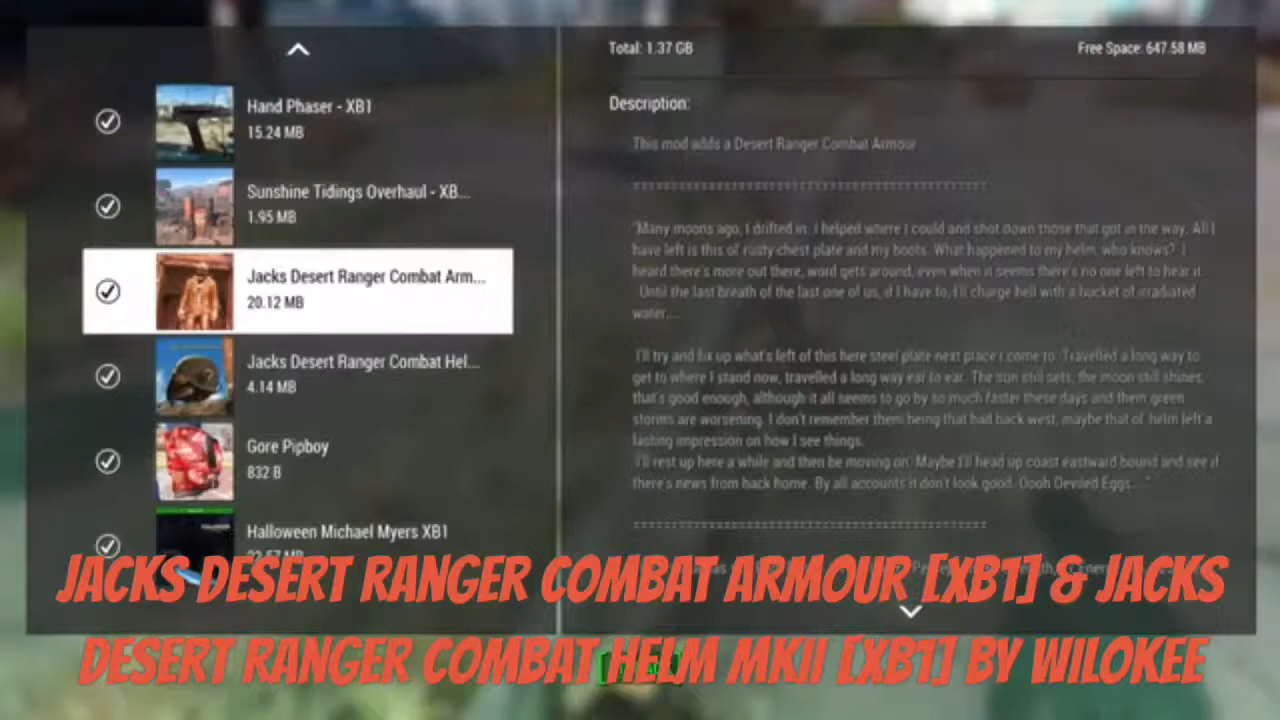 Total: 1.37 GB
Free Space: 647.58 MB
Hand Phaser - XB1
15.24 MB
Sunshine Tidings Overhaul - XB...
1.95 MB
Jacks Desert Ranger Combat Arm...
20.12 MB
Jacks Desert Ranger Combat Hel...
4.14 MB
Gore Pipboy
832 B
Halloween Michael Myers XB1
Description:
This mod adds a Desert Ranger Combat Armour
"Many moons ago, I drifted in. I helped where I could and shot down those that got in the way. All I
have left is this ol' rusty chest plate and my boots. What happened to my helm, who knows? I
heard there's more out there, word gets around, even when it seems there's no one left to hear it.
Until the last breath of the last one of us, if I have to, I'll charge hell with a bucket of irradiated
water...
I'll try and fix up what's left of this here steel plate next place I come to. Travelled a long way to
get to where I stand now, travelled a long way ear to ear. The sun still sets, the moon still shines,
that's good enough, although it all seems to go by so much faster these days and them green
storms are worsening. I don't remember them being that bad back west, maybe that ol' helm left a
lasting impression on how I see things.
I'll rest up here a while and then be moving on. Maybe I'll head up coast eastward bound and see if
there's news from back home. By all accounts it don't look good. Oooh Deviled Eggs..."
JACKS DESERT RANGER COMBAT ARMOUR [XB1] & JACKS
DESERT RANGER COMBAT HELM MKII [XB1] BY WILOKEE